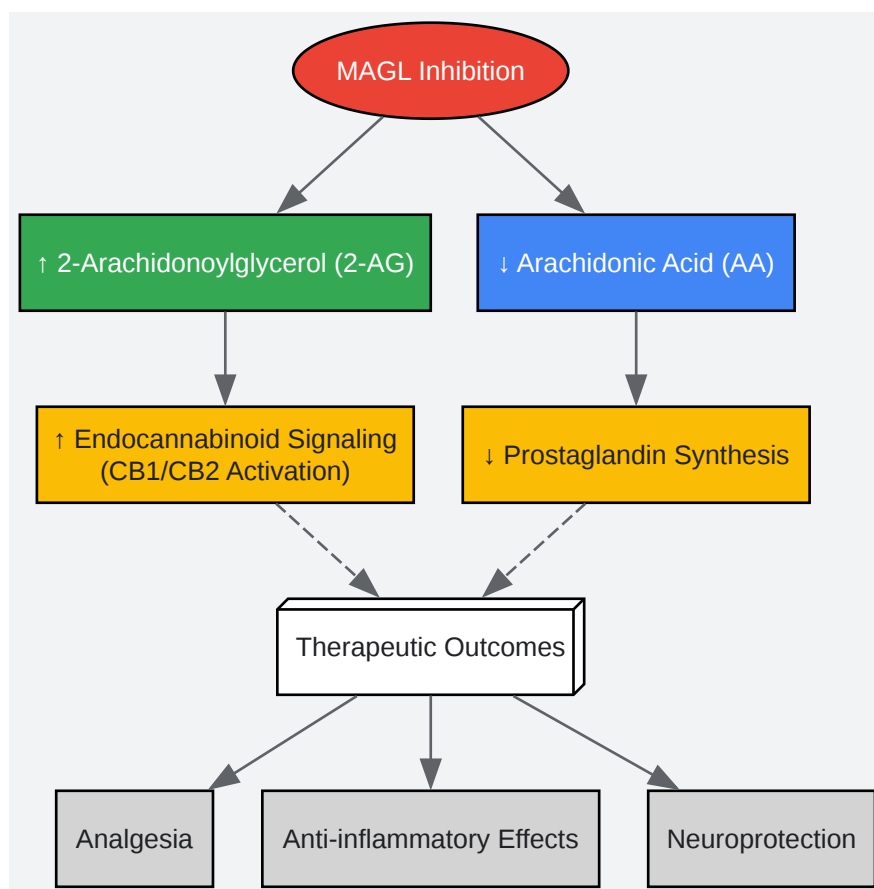 MAGL Inhibition
↑ 2-Arachidonoylglycerol (2-AG)
↓ Arachidonic Acid (AA)
↑ Endocannabinoid Signaling
(CB1/CB2 Activation)
↓ Prostaglandin Synthesis
Therapeutic Outcomes
Analgesia
Anti-inflammatory Effects
Neuroprotection